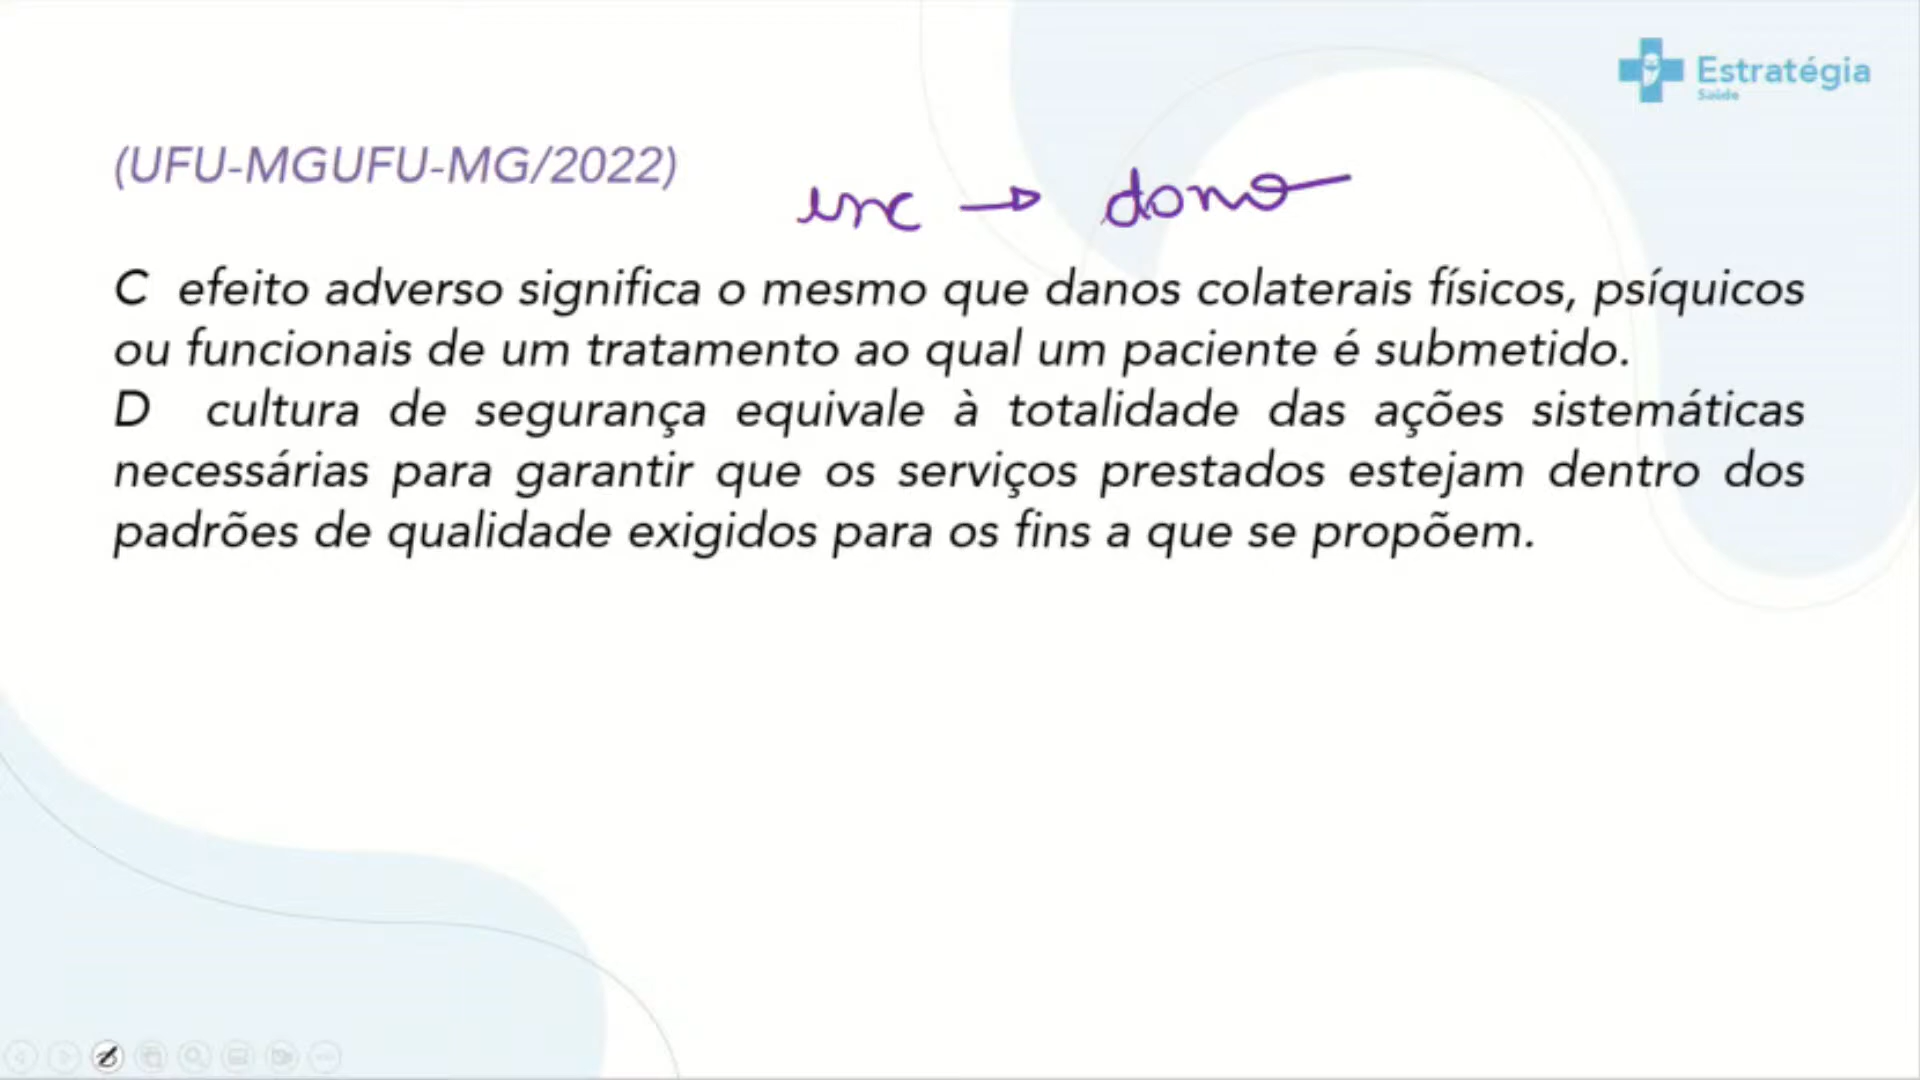 Estratégia
Saúde
(UFU-MGUFU-MG/2022)
inc → dano
C efeito adverso significa o mesmo que danos colaterais físicos, psíquicos
ou funcionais de um tratamento ao qual um paciente é submetido.
D cultura de segurança equivale à totalidade das ações sistemáticas
necessárias para garantir que os serviços prestados estejam dentro dos
padrões de qualidade exigidos para os fins a que se propõem.